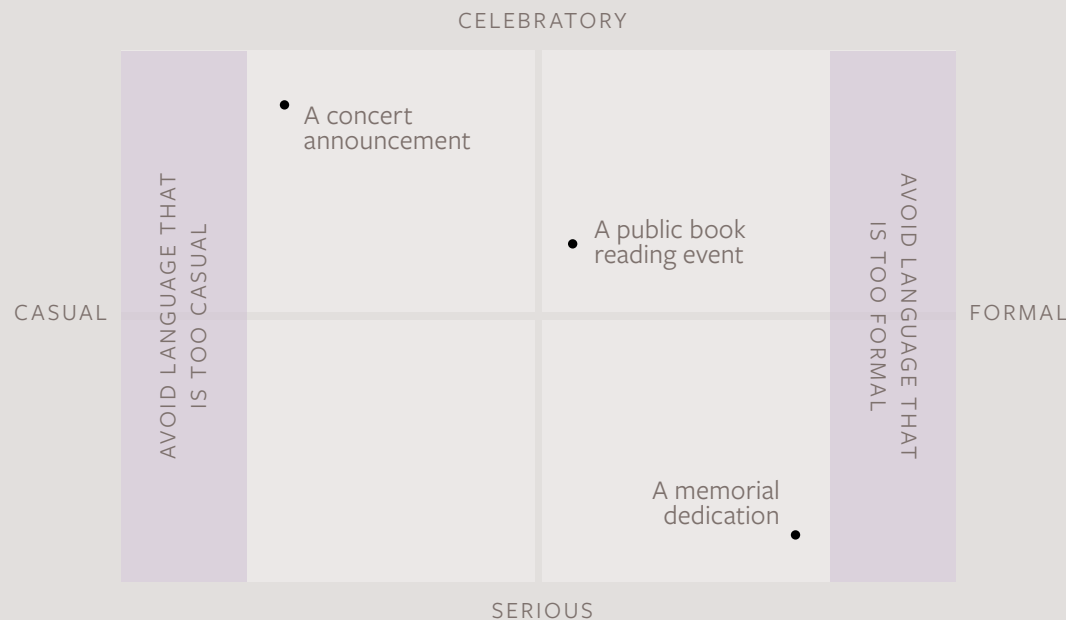 CELEBRATORY
A concert
announcement
A public book
reading event
CASUAL
AVOID LANGUAGE THAT
IS TOO CASUAL
AVOID LANGUAGE THAT
IS TOO FORMAL
FORMAL
A memorial
dedication
SERIOUS